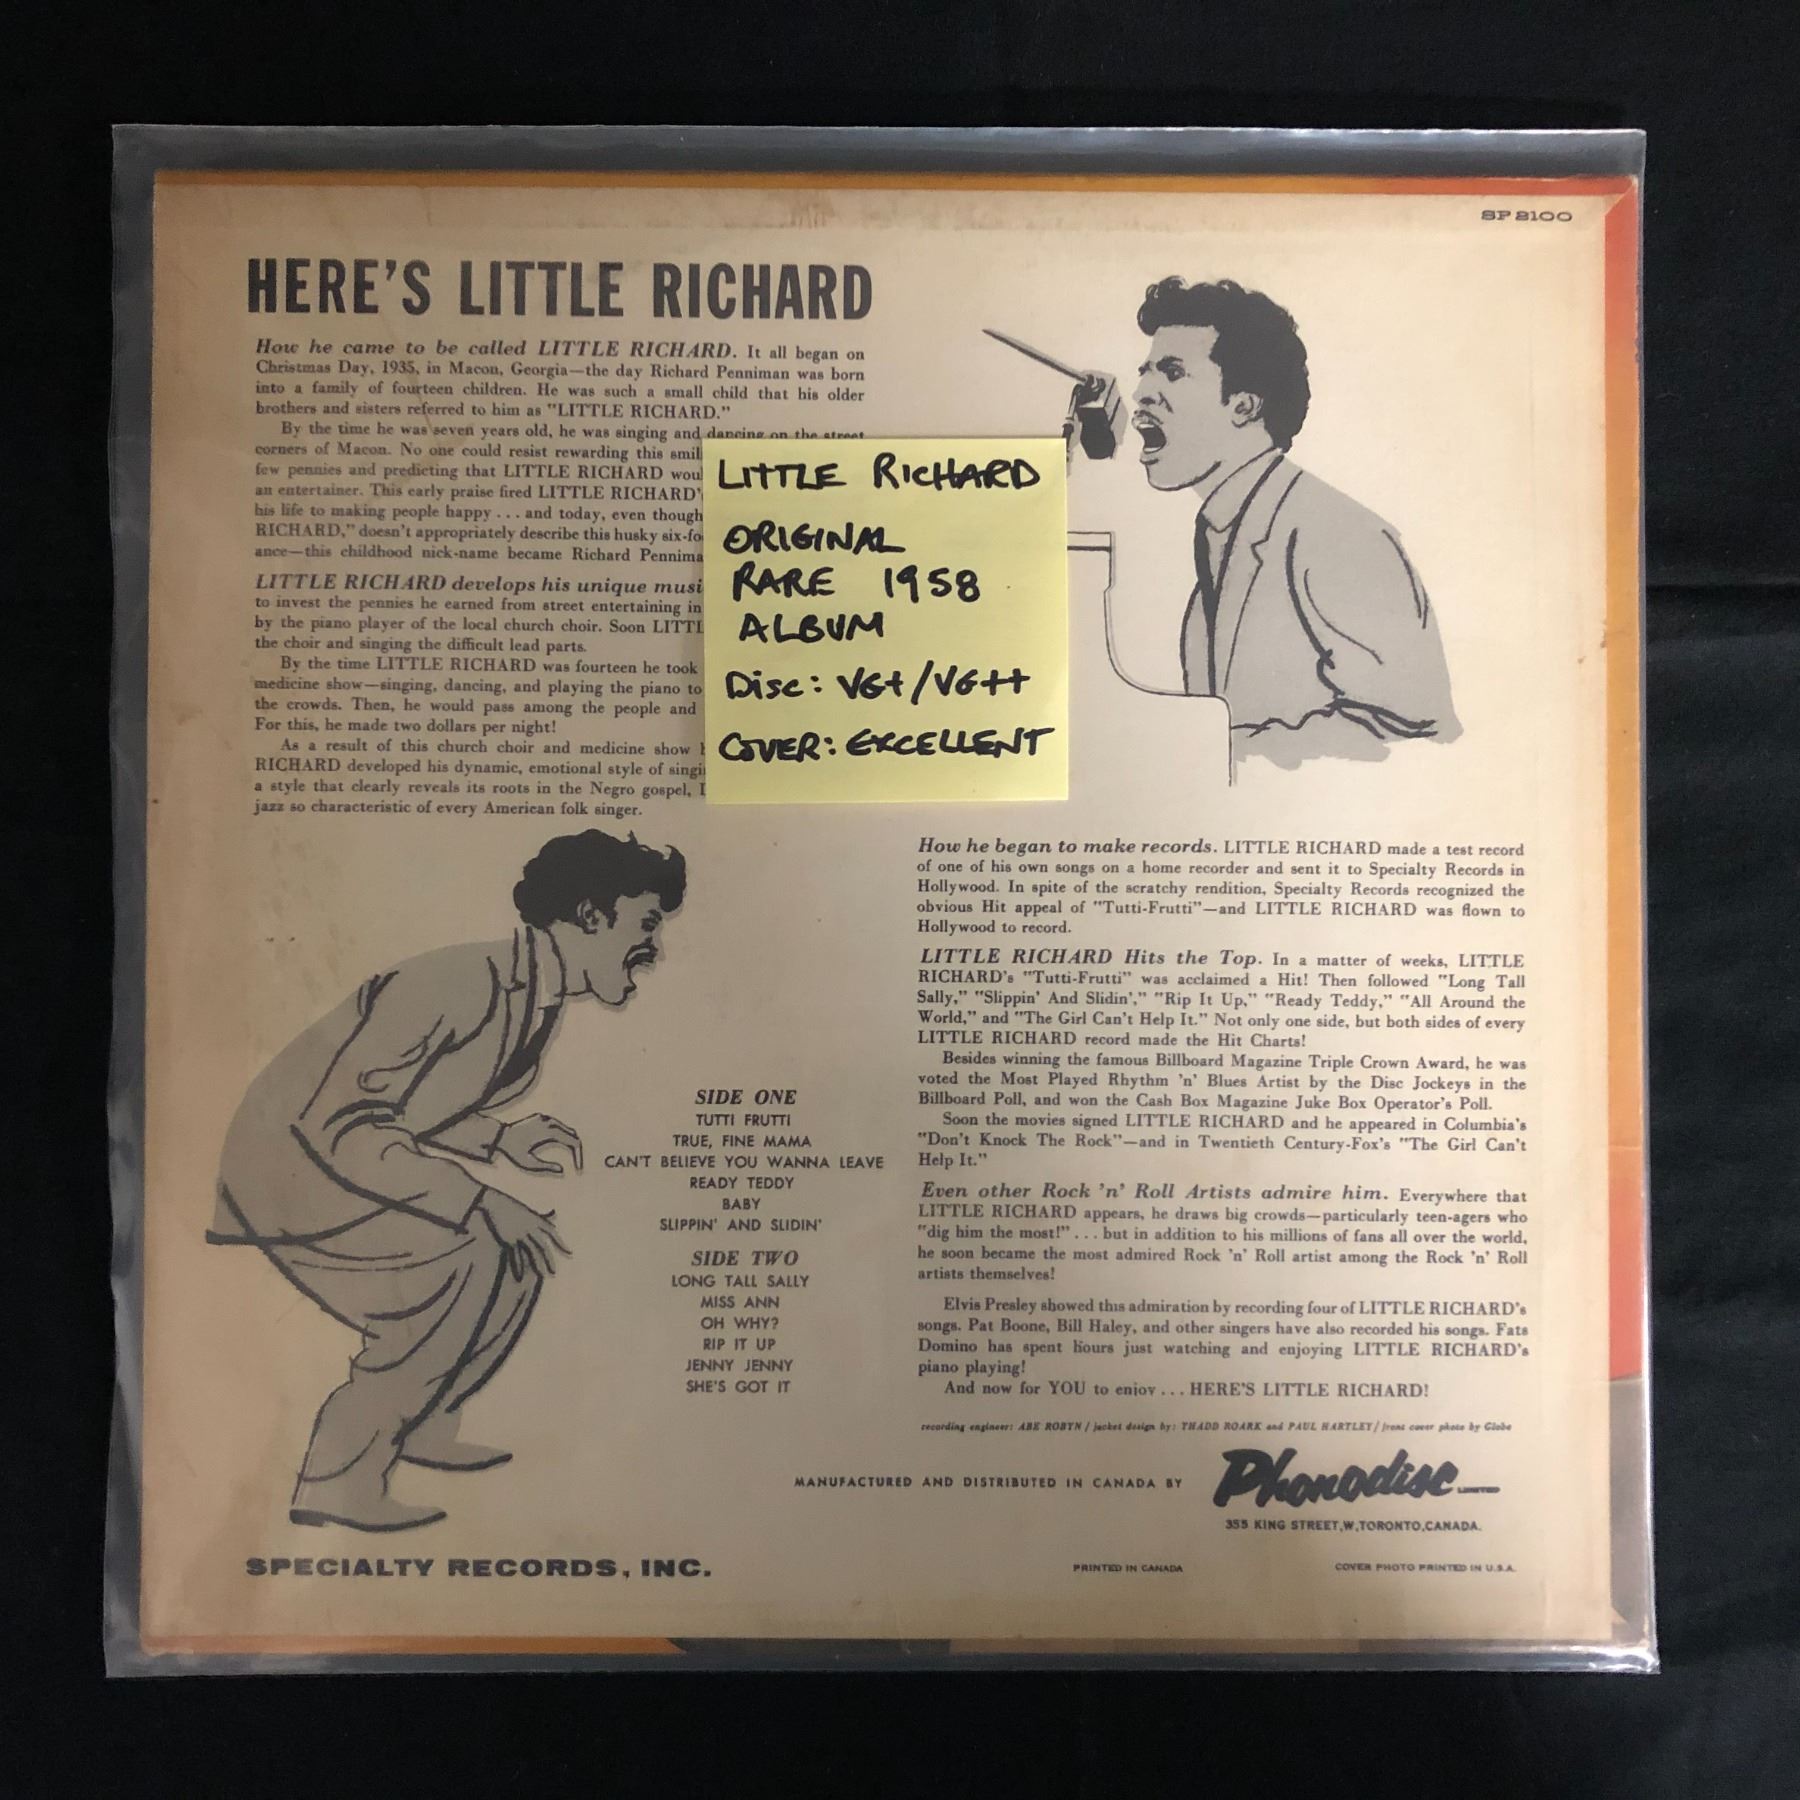 SP 2100
HERE'S LITTLE RICHARD
How he came to be called LITTLE RICHARD. It all began on
Christmas Day, 1935, in Macon, Georgia—the day Richard Penniman was born
into a family of fourteen children. He was such a small child that his older
brothers and sisters referred to him as "LITTLE RICHARD."
By the time he was seven years old, he was singing and dancing on the street
corners of Macon. No one could resist rewarding this smil
few pennies and predicting that LITTLE RICHARD wou
an entertainer. This early praise fired LITTLE RICHARD'
his life to making people happy . . . and today, even though
RICHARD," doesn't appropriately describe this husky six-fo
ance—this childhood nick-name became Richard Pennima
LITTLE RICHARD develops his unique musi
to invest the pennies he earned from street entertaining in
by the piano player of the local church choir. Soon LITTL
the choir and singing the difficult lead parts.
By the time LITTLE RICHARD was fourteen he took
medicine show—singing, dancing, and playing the piano to
the crowds. Then, he would pass among the people and
For this, he made two dollars per night!
As a result of this church choir and medicine show
RICHARD developed his dynamic, emotional style of singi
a style that clearly reveals its roots in the Negro gospel,
jazz so characteristic of every American folk singer.
LITTLE RICHARD
ORIGINAL
RARE 1958
ALBUM
Disc: VG+/VG++
COVER: EXCELLENT
SIDE ONE
TUTTI FRUTTI
TRUE, FINE MAMA
CAN'T BELIEVE YOU WANNA LEAVE
READY TEDDY
BABY
SLIPPIN' AND SLIDIN'
SIDE TWO
LONG TALL SALLY
MISS ANN
OH WHY?
RIP IT UP
JENNY JENNY
SHE'S GOT IT
How he began to make records. LITTLE RICHARD made a test record
of one of his own songs on a home recorder and sent it to Specialty Records in
Hollywood. In spite of the scratchy rendition, Specialty Records recognized the
obvious Hit appeal of "Tutti-Frutti"—and LITTLE RICHARD was flown to
Hollywood to record.
LITTLE RICHARD Hits the Top. In a matter of weeks, LITTLE
RICHARD's "Tutti-Frutti" was acclaimed a Hit! Then followed "Long Tall
Sally," "Slippin' And Slidin'," "Rip It Up," "Ready Teddy," "All Around the
World," and "The Girl Can't Help It." Not only one side, but both sides of every
LITTLE RICHARD record made the Hit Charts!
Besides winning the famous Billboard Magazine Triple Crown Award, he was
voted the Most Played Rhythm 'n' Blues Artist by the Disc Jockeys in the
Billboard Poll, and won the Cash Box Magazine Juke Box Operator's Poll.
Soon the movies signed LITTLE RICHARD and he appeared in Columbia's
"Don't Knock The Rock"—and in Twentieth Century-Fox's "The Girl Can't
Help It."
Even other Rock 'n' Roll Artists admire him. Everywhere that
LITTLE RICHARD appears, he draws big crowds—particularly teen-agers who
"dig him the most!" . . . but in addition to his millions of fans all over the world,
he soon became the most admired Rock 'n' Roll artist among the Rock 'n' Roll
artists themselves!
Elvis Presley showed this admiration by recording four of LITTLE RICHARD's
songs. Pat Boone, Bill Haley, and other singers have also recorded his songs. Fats
Domino has spent hours just watching and enjoying LITTLE RICHARD's
piano playing!
And now for YOU to enjoy . . . HERE'S LITTLE RICHARD!
recording engineer: ABE ROBYN / jacket design by: THADD ROARK and PAUL HARTLEY / front cover photo by Globe
MANUFACTURED AND DISTRIBUTED IN CANADA BY
Phonodisc LIMITED
355 KING STREET,W,TORONTO,CANADA.
SPECIALTY RECORDS, INC.
PRINTED IN CANADA
COVER PHOTO PRINTED IN U.S.A.